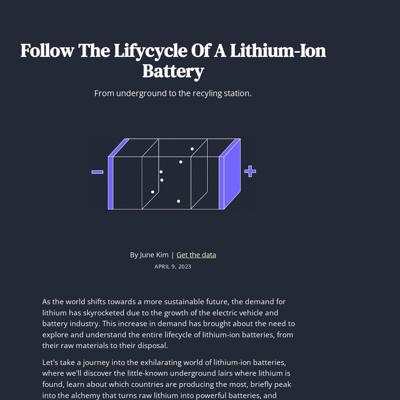 Follow The Lifycycle Of A Lithium-Ion
Battery
From underground to the recyling station.
By June Kim | Get the data
APRIL 9, 2023
As the world shifts towards a more sustainable future, the demand for
lithium has skyrocketed due to the growth of the electric vehicle and
battery industry. This increase in demand has brought about the need to
explore and understand the entire lifecycle of lithium-ion batteries, from
their raw materials to their disposal.
Let's take a journey into the exhilarating world of lithium-ion batteries,
where we'll discover the little-known underground lairs where lithium is
found, learn about which countries are producing the most, briefly peak
into the alchemy that turns raw lithium into powerful batteries, and